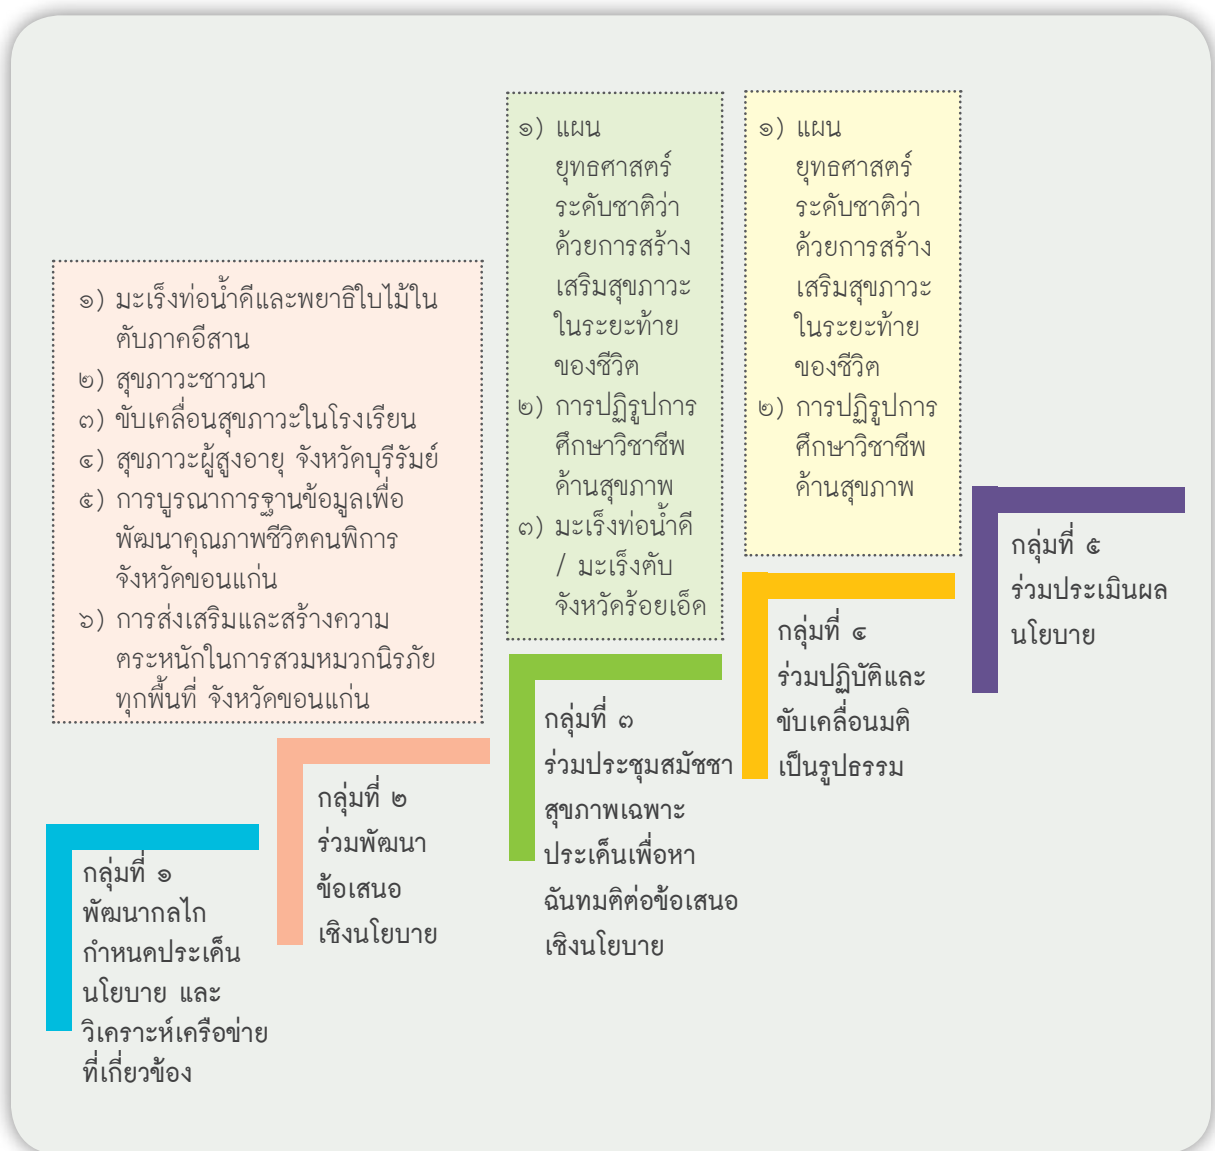 ๑) มะเร็งท่อน้ำดีและพยาธิใบไม้ใน
ตับภาคอีสาน
๒) สุขภาวะชาวนา
๓) ขับเคลื่อนสุขภาวะในโรงเรียน
๔) สุขภาวะผู้สูงอายุ จังหวัดบุรีรัมย์
๕) การบูรณาการฐานข้อมูลเพื่อ
พัฒนาคุณภาพชีวิตคนพิการ
จังหวัดขอนแก่น
๖) การส่งเสริมและสร้างความ
ตระหนักในการสวมหมวกนิรภัย
ทุกพื้นที่ จังหวัดขอนแก่น
๑) แผน
ยุทธศาสตร์
ระดับชาติว่า
ด้วยการสร้าง
เสริมสุขภาวะ
ในระยะท้าย
ของชีวิต
๒) การปฏิรูปการ
ศึกษาวิชาชีพ
ด้านสุขภาพ
๓) มะเร็งท่อน้ำดี
/ มะเร็งตับ
จังหวัดร้อยเอ็ด
๑) แผน
ยุทธศาสตร์
ระดับชาติว่า
ด้วยการสร้าง
เสริมสุขภาวะ
ในระยะท้าย
ของชีวิต
๒) การปฏิรูปการ
ศึกษาวิชาชีพ
ด้านสุขภาพ
กลุ่มที่ ๑
พัฒนากลไก
กำหนดประเด็น
นโยบาย และ
วิเคราะห์เครือข่าย
ที่เกี่ยวข้อง
กลุ่มที่ ๒
ร่วมพัฒนา
ข้อเสนอ
เชิงนโยบาย
กลุ่มที่ ๓
ร่วมประชุมสมัชชา
สุขภาพเฉพาะ
ประเด็นเพื่อหา
ฉันทมติต่อข้อเสนอ
เชิงนโยบาย
กลุ่มที่ ๔
ร่วมปฏิบัติและ
ขับเคลื่อนมติ
เป็นรูปธรรม
กลุ่มที่ ๕
ร่วมประเมินผล
นโยบาย